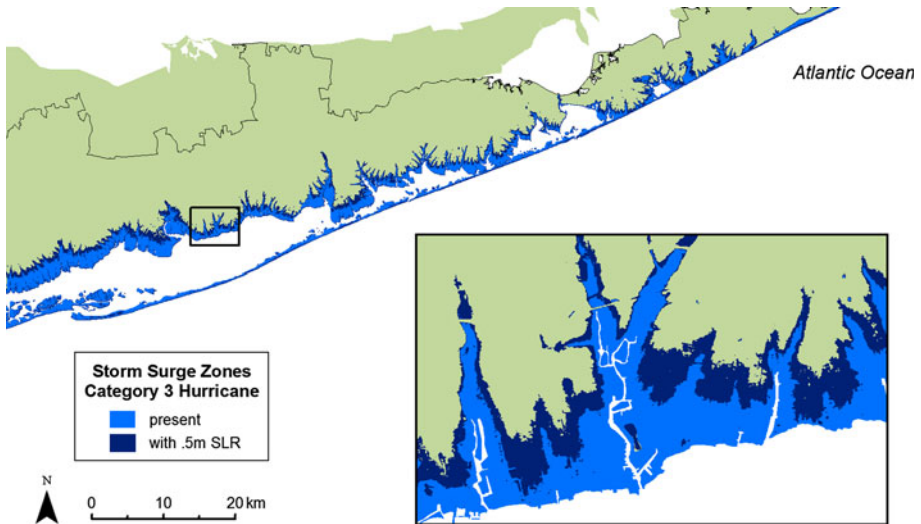 Atlantic Ocean
Storm Surge Zones
Category 3 Hurricane
present
with .5m SLR
N
0 10 20 km